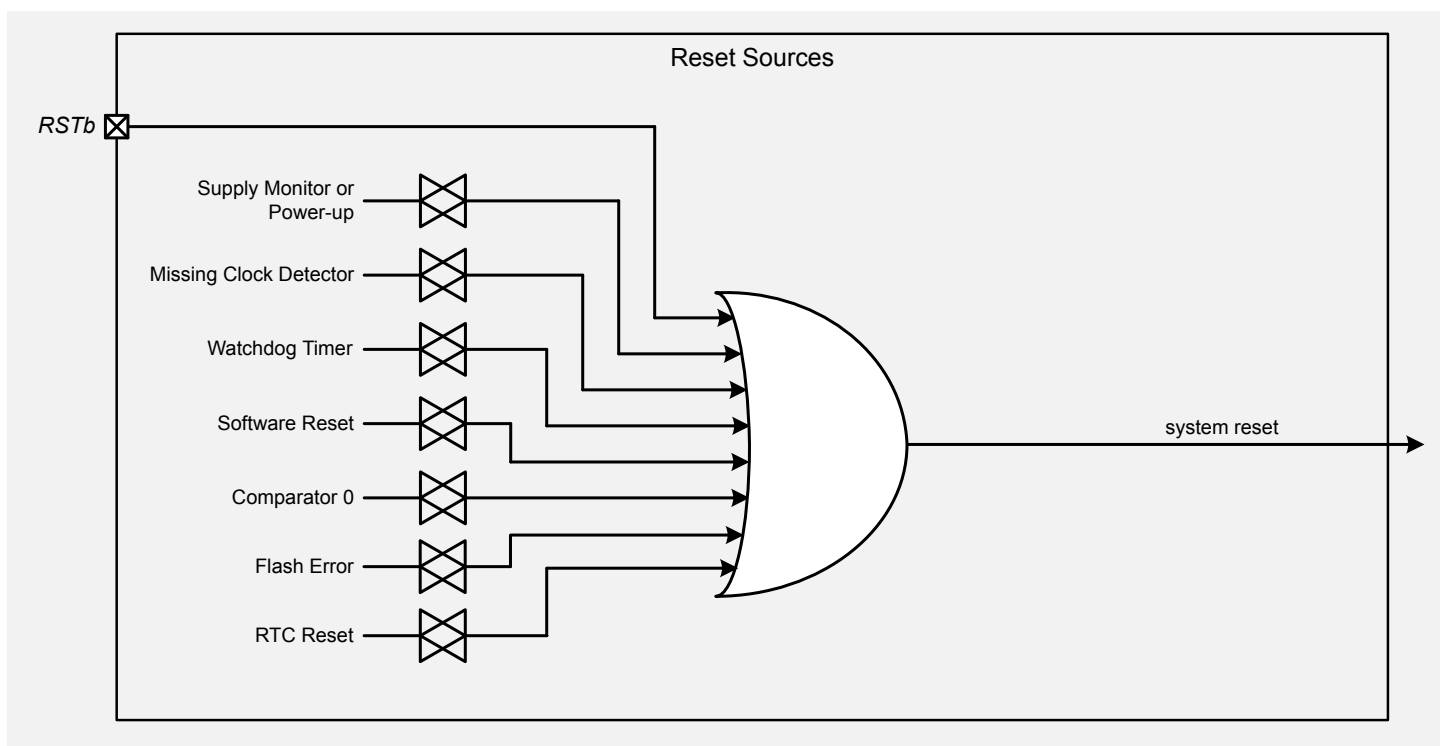 Reset Sources
RSTb
Supply Monitor or
Power-up
Missing Clock Detector
Watchdog Timer
Software Reset
Comparator 0
Flash Error
RTC Reset
system reset